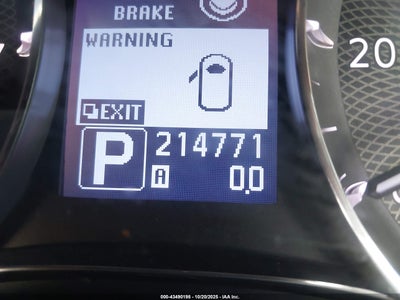 BRAKE
WARNING
EXIT
20
P
214771
A
0.0
000-43490198 - 10/20/2025 - IAA Inc.